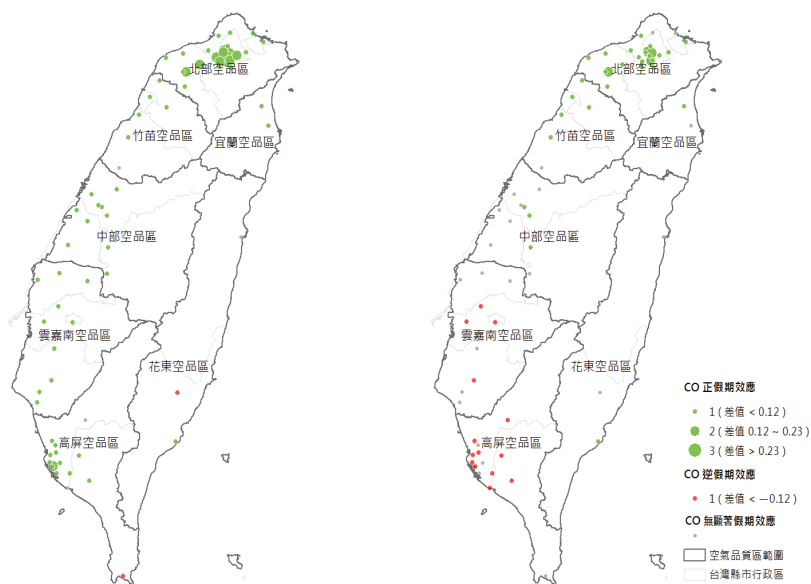 北部空品區
竹苗空品區
宜蘭空品區
中部空品區
雲嘉南空品區
花東空品區
高屏空品區
北部空品區
竹苗空品區
宜蘭空品區
中部空品區
雲嘉南空品區
花東空品區
高屏空品區
CO 正假期效應
1 ( 差值 < 0.12 )
2 ( 差值 0.12 ~ 0.23 )
3 ( 差值 > 0.23 )
CO 逆假期效應
1 ( 差值 < —0.12 )
CO 無顯著假期效應
空氣品質區範圍
台灣縣市行政區